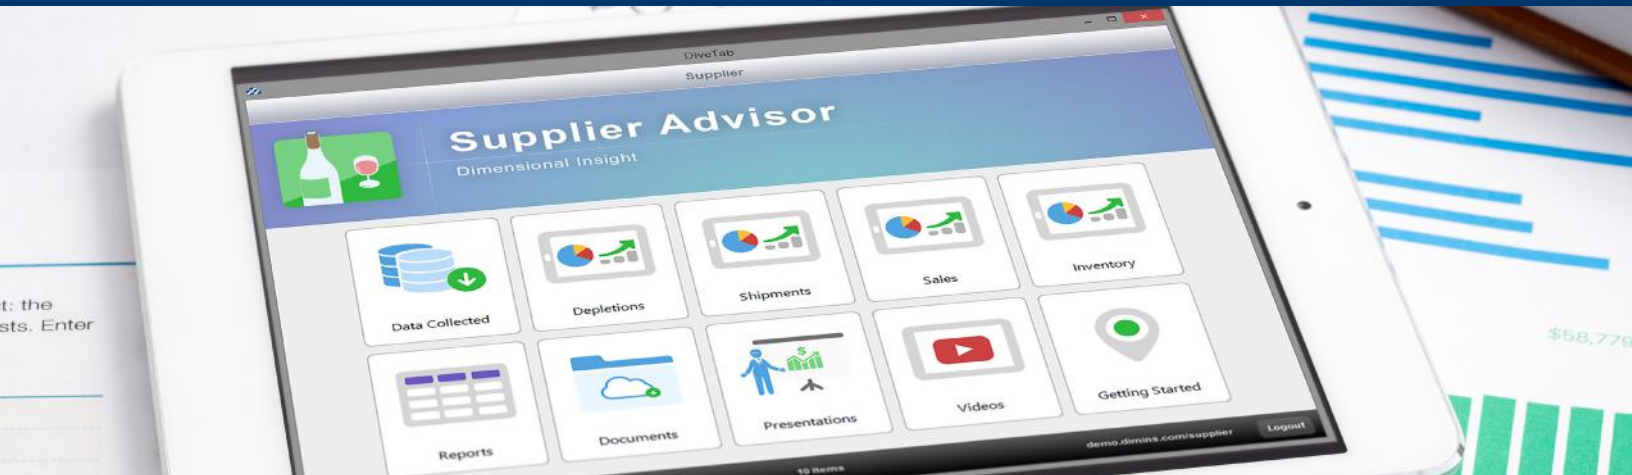 DiveTab
Supplier
Supplier Advisor
Dimensional Insight
Data Collected
Depletions
Shipments
Sales
Inventory
Reports
Documents
Presentations
Videos
Getting Started
10 Items
demo.dimins.com/supplier
Logout
t: the
sts. Enter
$58,779